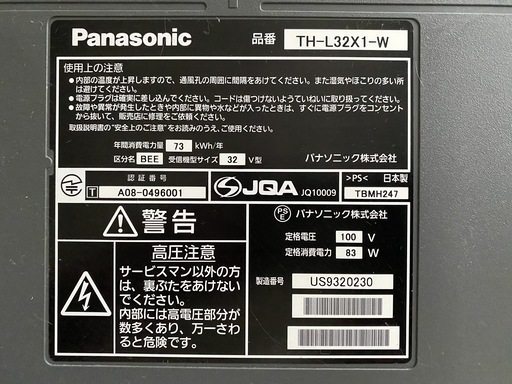 Panasonic 品番 TH-L32X1-W
使用上の注意
●内部の温度が上昇しますので、通風孔の周囲に間隔をあけてください。また湿気やほこりの多い所
は避けてください。
●電源プラグは確実に差し込んでください。コードは傷つけないようていねいに取り扱ってください。
●故障や異常が発生したときや内部に異物や水などが入ったときは、すぐに電源プラグをコンセント
から抜いて、販売店に修理をご依頼ください。
取扱説明書の"安全上のご注意"をお読みのうえ、ご使用ください。
年間消費電力量 73 kWh/年
区分名 BEE 受信機型サイズ 32 V型
パナソニック株式会社
認証番号
T A08-0496001
JQA JQ10009
>PS< 日本製
TBMH247
警告
高圧注意
サービスマン以外の方
は、裏ぶたをあけない
でください。
内部には高電圧部分が
数多くあり、万一さわ
ると危険です。
PSE パナソニック株式会社
定格電圧 100 V
定格消費電力 83 W
製造番号 US9320230